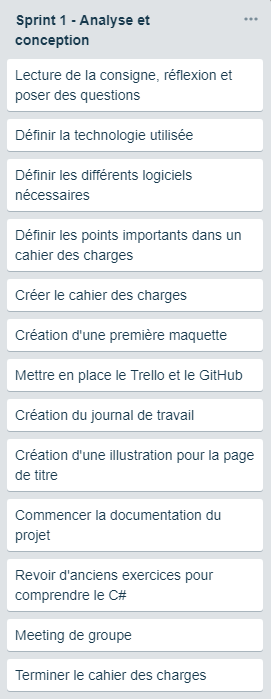 Sprint 1 - Analyse et
conception
Lecture de la consigne, réflexion et
poser des questions
Définir la technologie utilisée
Définir les différents logiciels
nécessaires
Définir les points importants dans un
cahier des charges
Créer le cahier des charges
Création d'une première maquette
Mettre en place le Trello et le GitHub
Création du journal de travail
Création d'une illustration pour la page
de titre
Commencer la documentation du
projet
Revoir d'anciens exercices pour
comprendre le C#
Meeting de groupe
Terminer le cahier des charges